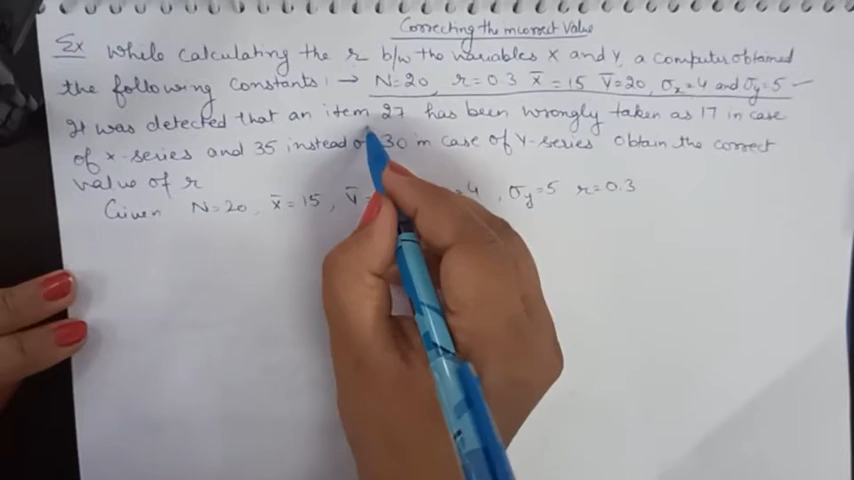 Correcting the incorrect Value
Ex While calculating the r b/w the variables X and Y, a computer obtained
the following constants: → N=20, r=0.3 X̄=15 Ȳ=20, σx=4 and σy=5
It was detected that an item 27 has been wrongly taken as 17 in case
of x-series and 35 instead of 30 in case of Y-series Obtain the correct
value of r
Given N=20, x̄=15, =4, σy=5 r=0.3